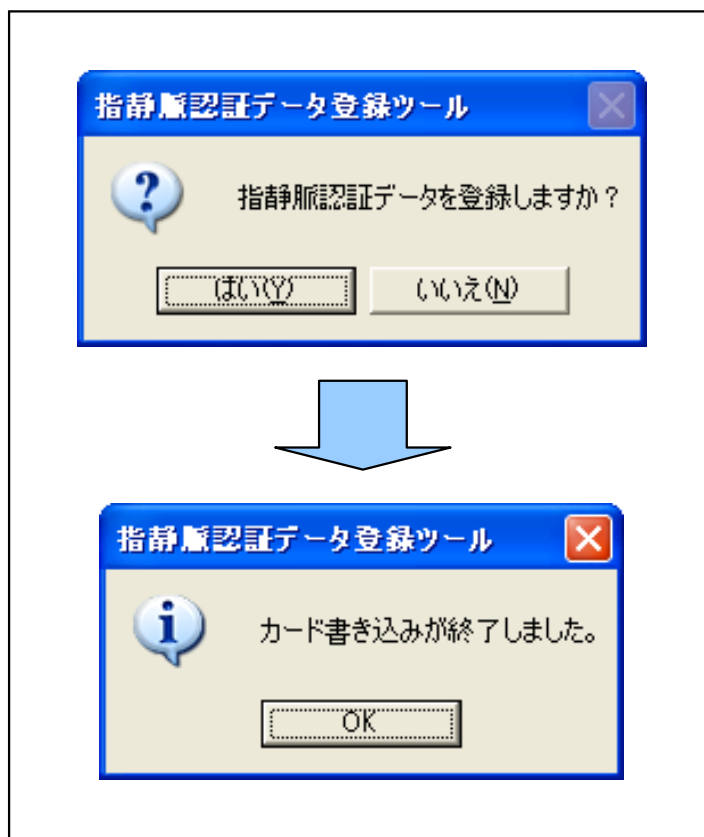 指静脈認証データ登録ツール
指静脈認証データを登録しますか？
はい(Y) いいえ(N)
指静脈認証データ登録ツール
カード書き込みが終了しました。
OK